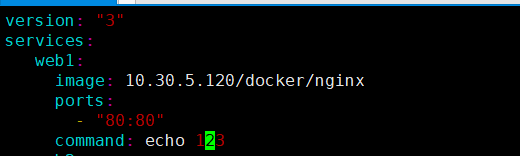 version: "3"
services:
   web1:
     image: 10.30.5.120/docker/nginx
     ports:
       - "80:80"
     command: echo 123